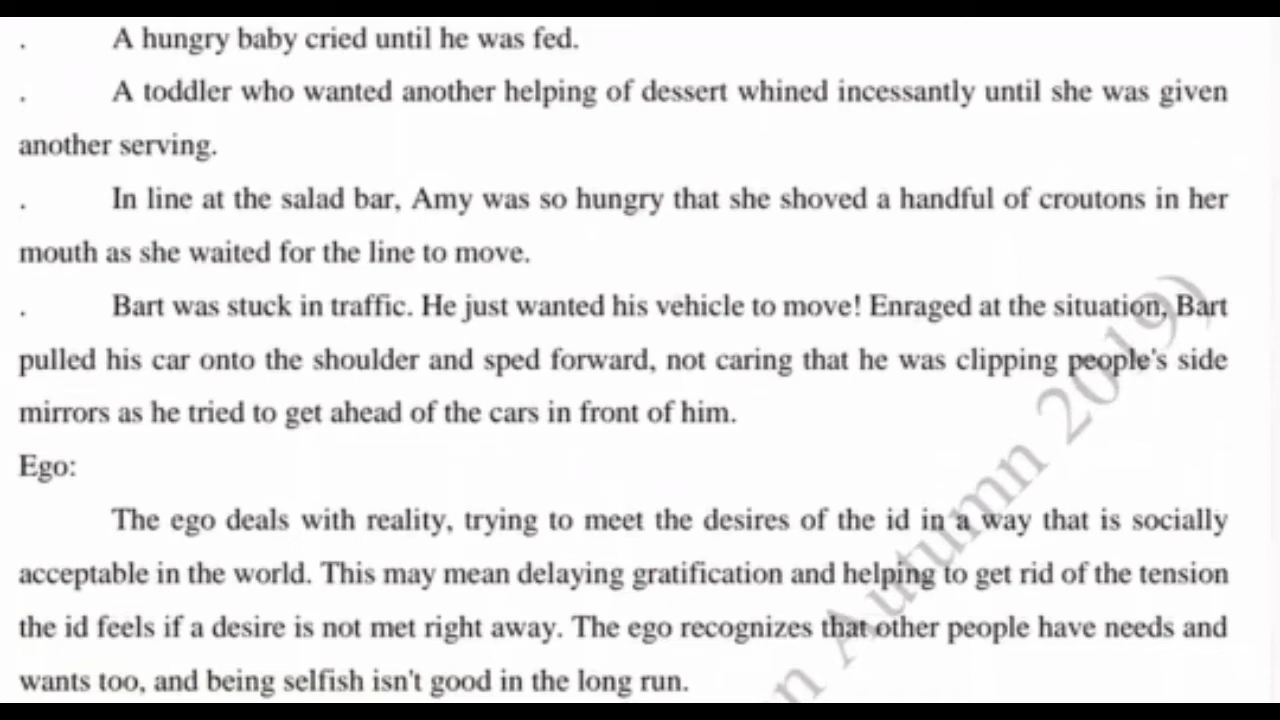 . A hungry baby cried until he was fed.
. A toddler who wanted another helping of dessert whined incessantly until she was given
another serving.
. In line at the salad bar, Amy was so hungry that she shoved a handful of croutons in her
mouth as she waited for the line to move.
. Bart was stuck in traffic. He just wanted his vehicle to move! Enraged at the situation, Bart
pulled his car onto the shoulder and sped forward, not caring that he was clipping people's side
mirrors as he tried to get ahead of the cars in front of him.
Ego:
The ego deals with reality, trying to meet the desires of the id in a way that is socially
acceptable in the world. This may mean delaying gratification and helping to get rid of the tension
the id feels if a desire is not met right away. The ego recognizes that other people have needs and
wants too, and being selfish isn't good in the long run.
Autumn 2019)